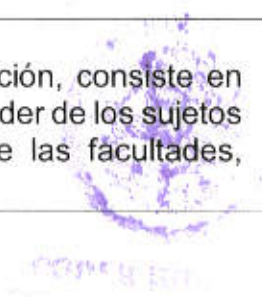 ción, consiste en
der de los sujetos
e las facultades,